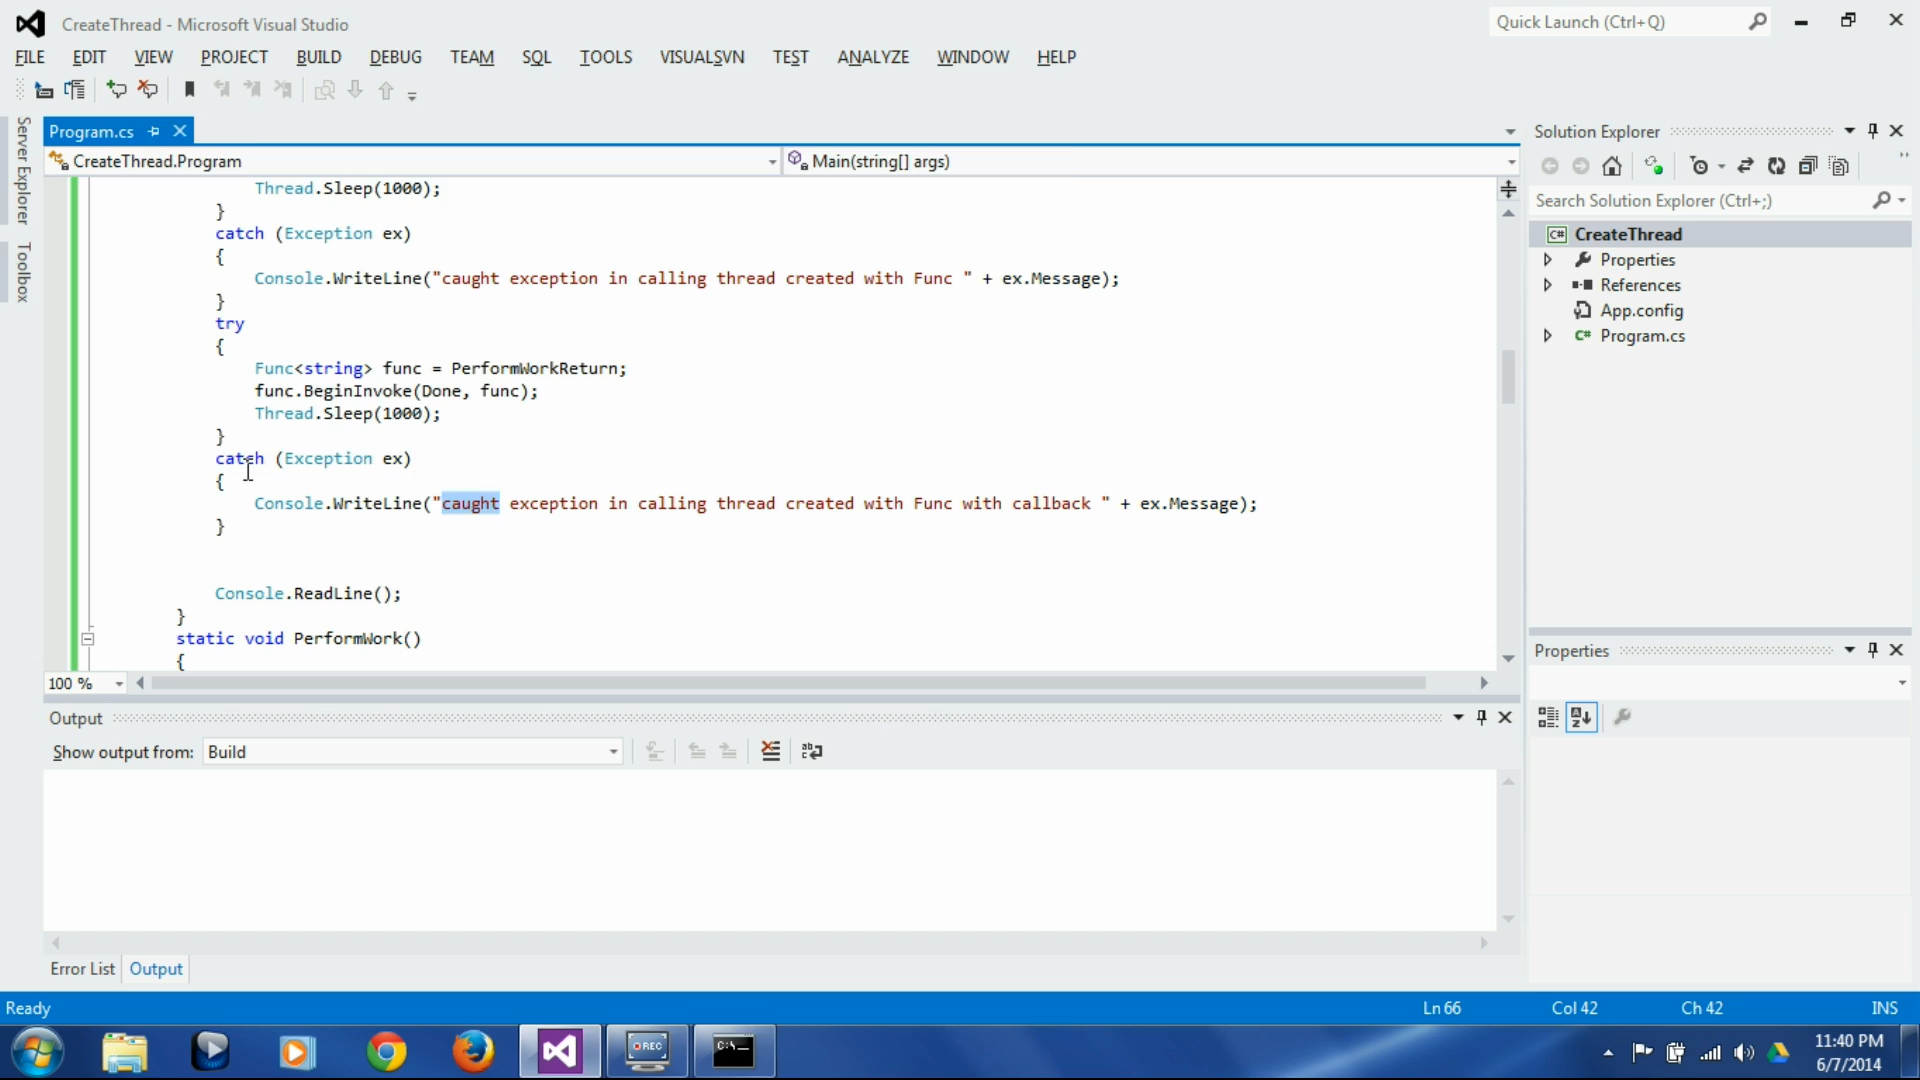 CreateThread - Microsoft Visual Studio
Quick Launch (Ctrl+Q)
FILE EDIT VIEW PROJECT BUILD DEBUG TEAM SQL TOOLS VISUALSVN TEST ANALYZE WINDOW HELP
Server Explorer
Toolbox
Program.cs
CreateThread.Program
Main(string[] args)
Thread.Sleep(1000);
}
catch (Exception ex)
{
Console.WriteLine("caught exception in calling thread created with Func " + ex.Message);
}
try
{
Func<string> func = PerformWorkReturn;
func.BeginInvoke(Done, func);
Thread.Sleep(1000);
}
catch (Exception ex)
{
Console.WriteLine("caught exception in calling thread created with Func with callback " + ex.Message);
}
Console.ReadLine();
}
static void PerformWork()
{
100 %
Output
Show output from: Build
Error List Output
Solution Explorer
Search Solution Explorer (Ctrl+;)
C# CreateThread
Properties
References
App.config
C# Program.cs
Properties
Ready
Ln 66
Col 42
Ch 42
INS
REC
C:\
11:40 PM
6/7/2014